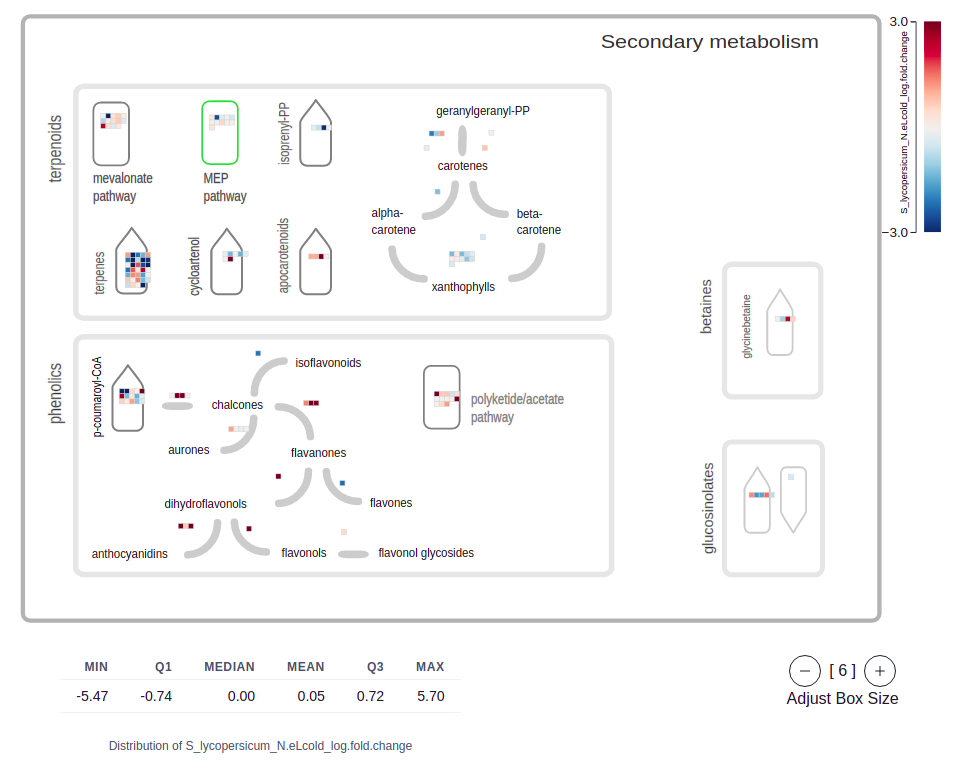 Secondary metabolism
3.0
S_lycopersicum_N.eLcold_log.fold.change
−3.0
terpenoids
mevalonate
pathway
MEP
pathway
isoprenyl-PP
geranylgeranyl-PP
carotenes
alpha-
carotene
beta-
carotene
xanthophylls
terpenes
cycloartenol
apocarotenoids
betaines
glycinebetaine
phenolics
p-coumaroyl-CoA
isoflavonoids
chalcones
aurones
flavanones
polyketide/acetate
pathway
dihydroflavonols
flavones
anthocyanidins
flavonols
flavonol glycosides
glucosinolates
MIN Q1 MEDIAN MEAN Q3 MAX
-5.47 -0.74 0.00 0.05 0.72 5.70
Distribution of S_lycopersicum_N.eLcold_log.fold.change
− [ 6 ] +
Adjust Box Size